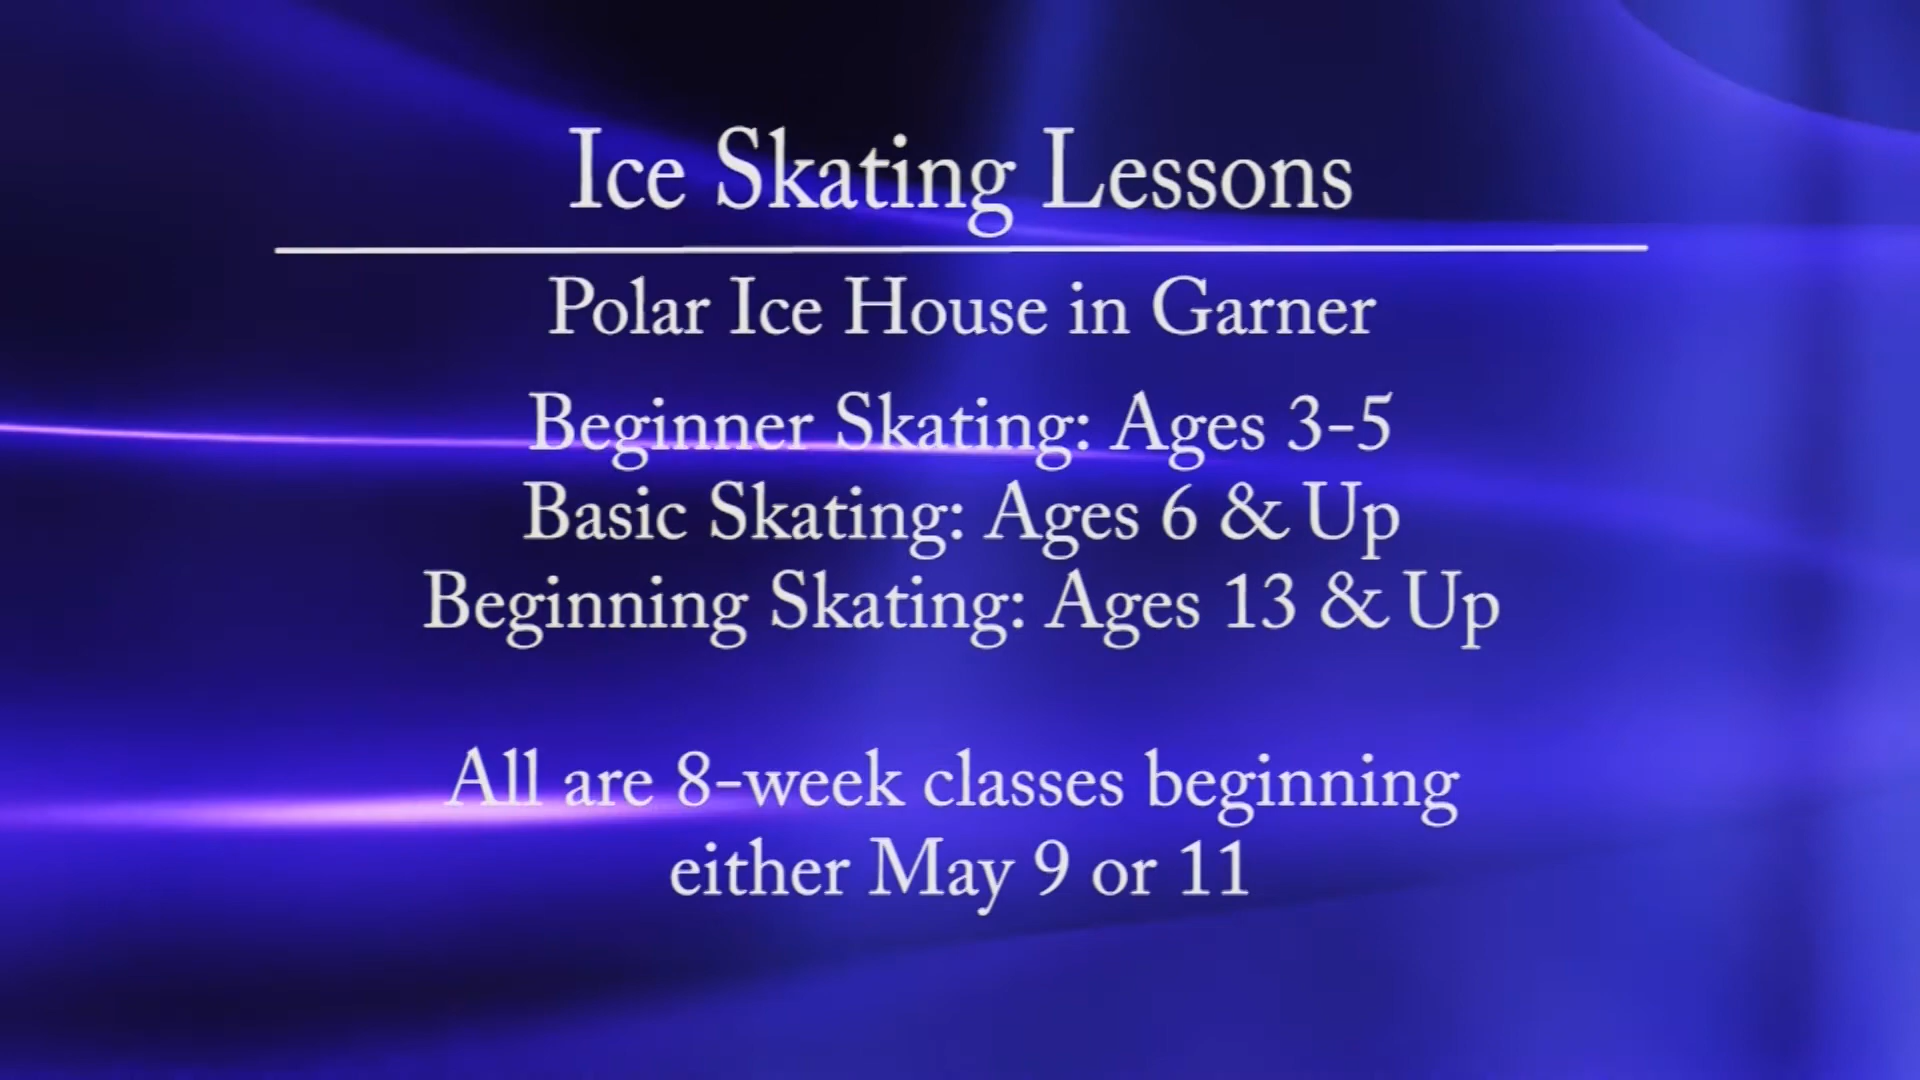 Ice Skating Lessons
Polar Ice House in Garner
Beginner Skating: Ages 3-5
Basic Skating: Ages 6 & Up
Beginning Skating: Ages 13 & Up
All are 8-week classes beginning
either May 9 or 11